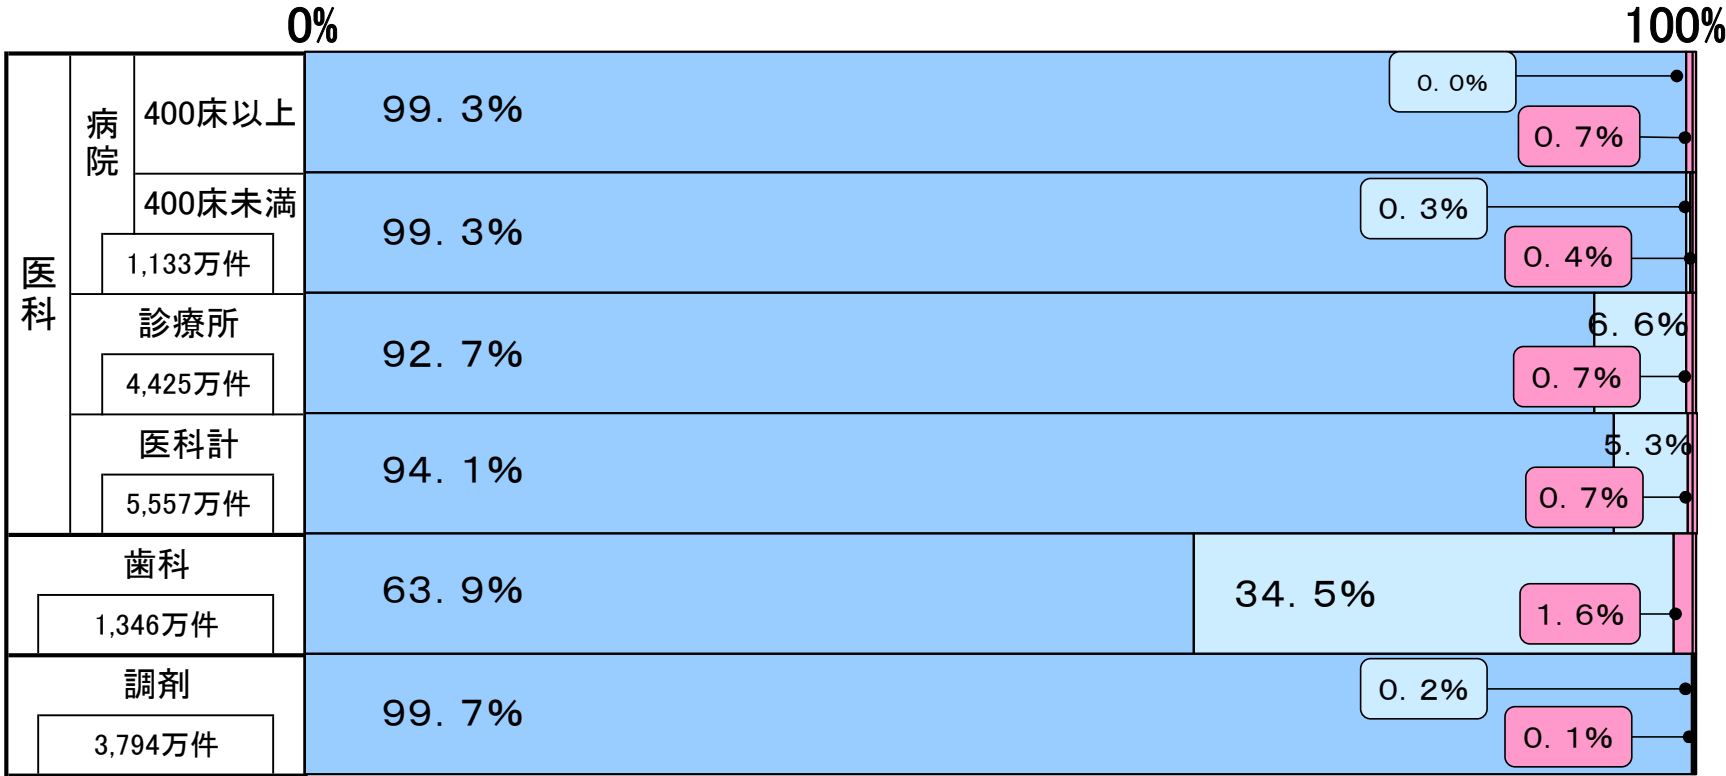 0% 100%
医科
病院
400床以上
99.3%
0.0%
0.7%
400床未満
1,133万件
99.3%
0.3%
0.4%
診療所
4,425万件
92.7%
6.6%
0.7%
医科計
5,557万件
94.1%
5.3%
0.7%
歯科
1,346万件
63.9%
34.5%
1.6%
調剤
3,794万件
99.7%
0.2%
0.1%